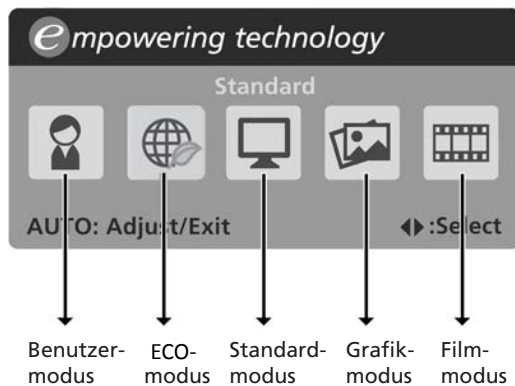 empowering technology
Standard
AUTO: Adjust/Exit ◀▶:Select
Benutzer- ECO- Standard- Grafik- Film-
modus modus modus modus modus